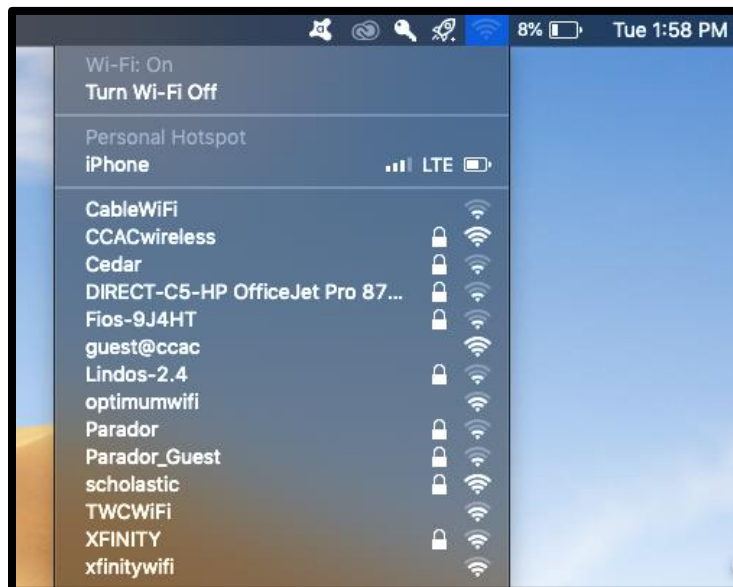 8% Tue 1:58 PM
Wi-Fi: On
Turn Wi-Fi Off
Personal Hotspot
iPhone LTE
CableWiFi
CCACwireless
Cedar
DIRECT-C5-HP OfficeJet Pro 87...
Fios-9J4HT
guest@ccac
Lindos-2.4
optimumwifi
Parador
Parador_Guest
scholastic
TWCWiFi
XFINITY
xfinitywifi